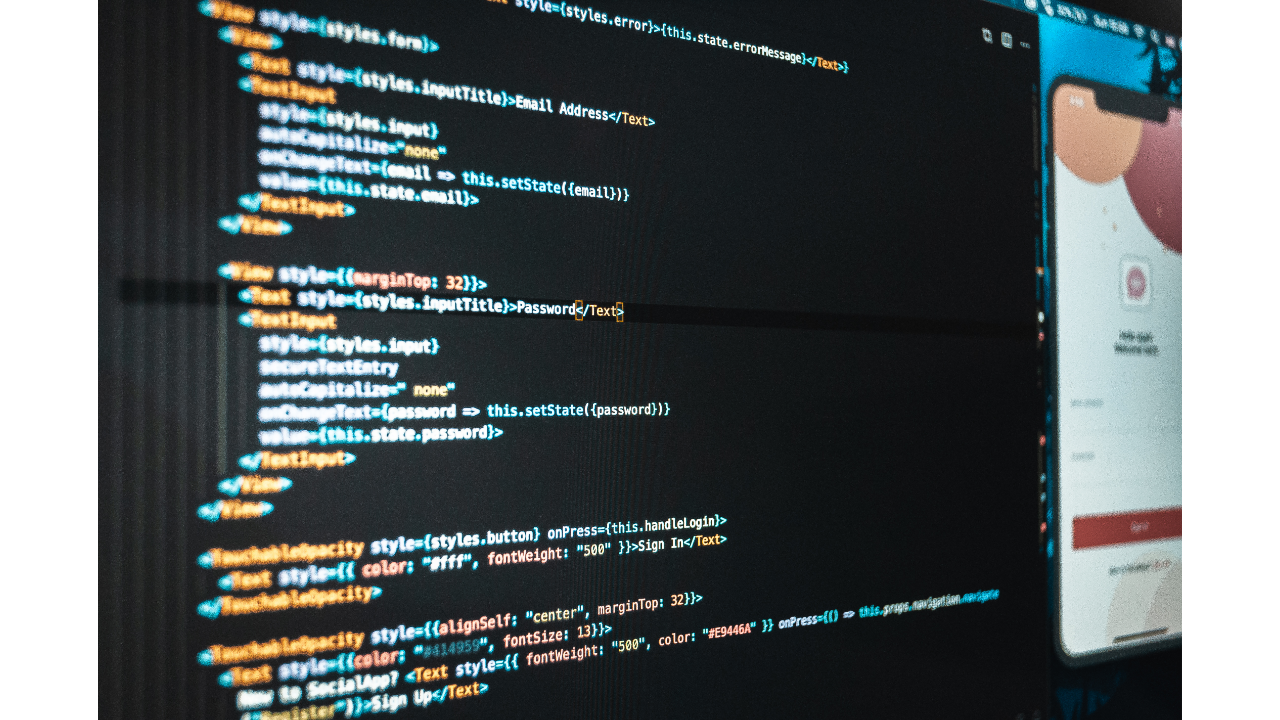 style={styles.error}>{this.state.errorMessage}</Text>}
<View style={styles.form}>
<View>
<Text style={styles.inputTitle}>Email Address</Text>
<TextInput
style={styles.input}
autoCapitalize="none"
onChangeText={email => this.setState({email})}
value={this.state.email}>
</TextInput>
</View>
<View style={{marginTop: 32}}>
<Text style={styles.inputTitle}>Password</Text>
<TextInput
style={styles.input}
secureTextEntry
autoCapitalize=" none"
onChangeText={password => this.setState({password})}
value={this.state.password}>
</TextInput>
</View>
</View>
<TouchableOpacity style={styles.button} onPress={this.handleLogin}>
<Text style={{ color: "#fff", fontWeight: "500" }}>Sign In</Text>
</TouchableOpacity>
<TouchableOpacity style={{alignSelf: "center", marginTop: 32}}>
<Text style={{color: "#414959", fontSize: 13}}>
New to SocialApp? <Text style={{ fontWeight: "500", color: "#E9446A" }} onPress={() => this.props.navigation.navigate
("Register")}>Sign Up</Text>